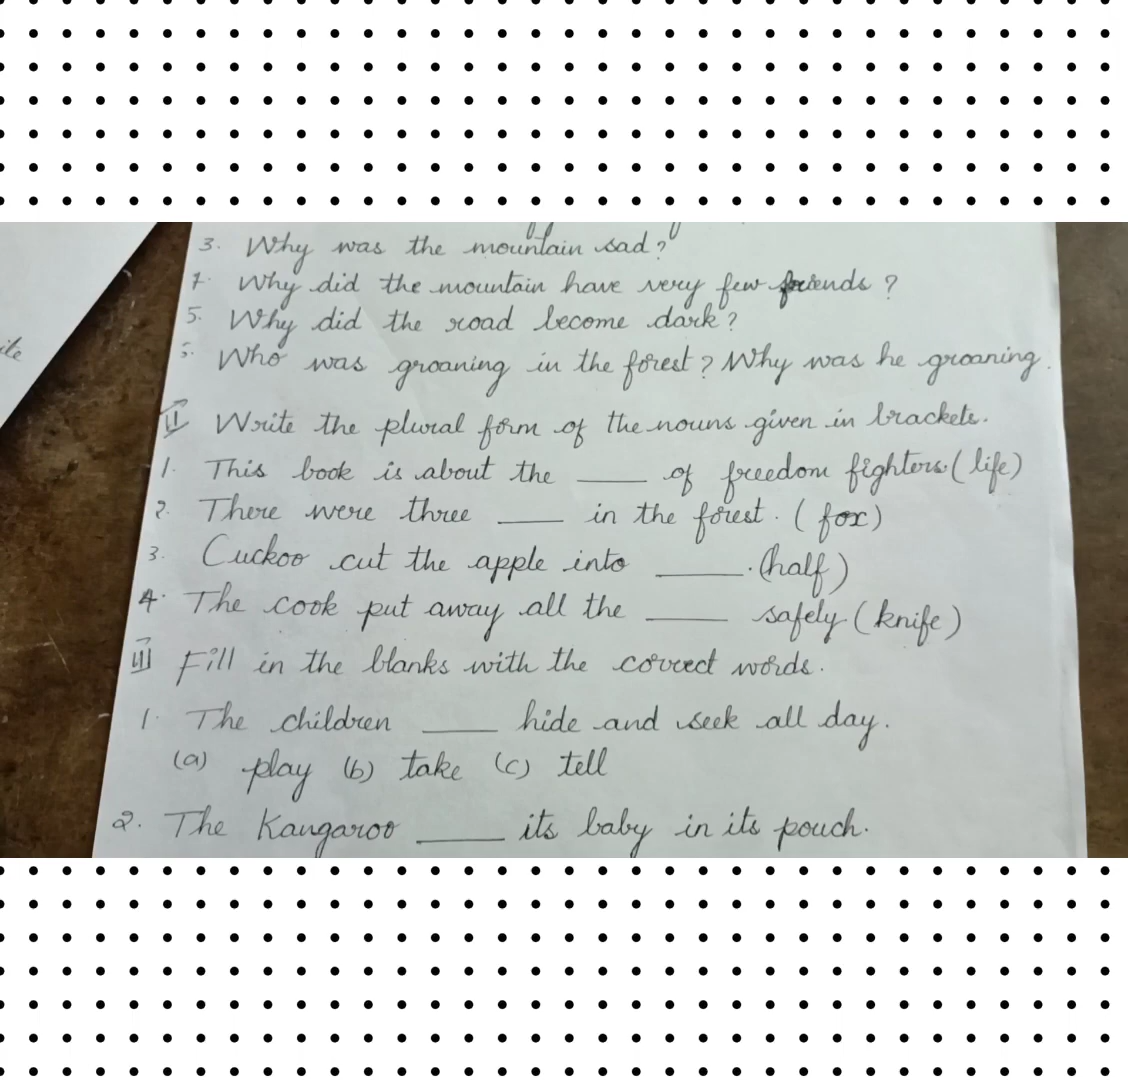 ite
3. Why was the mountain sad?
4. Why did the mountain have very few friends ?
5. Why did the road become dark?
5. Who was groaning in the forest? Why was he groaning.
II Write the plural form of the nouns given in brackets.
1. This book is about the ____ of freedom fighters (life)
2. There were three ____ in the forest. (fox)
3. Cuckoo cut the apple into ____. (half)
4. The cook put away all the ____ safely (knife)
III Fill in the blanks with the correct words.
1. The children ____ hide and seek all day.
(a) play (b) take (c) tell
2. The Kangaroo ____ its baby in its pouch.